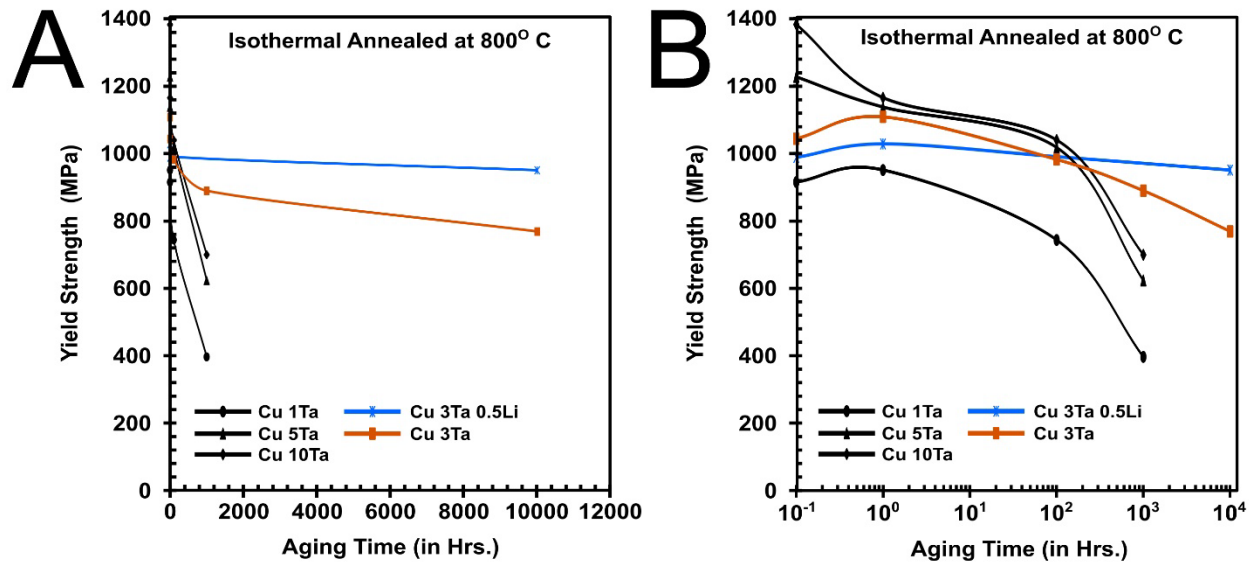 A
Isothermal Annealed at 800⁰ C
Yield Strength (MPa)
1400
1200
1000
800
600
400
200
0
Cu 1Ta
Cu 5Ta
Cu 10Ta
Cu 3Ta 0.5Li
Cu 3Ta
0 2000 4000 6000 8000 10000 12000
Aging Time (in Hrs.)
B
Isothermal Annealed at 800⁰ C
Yield Strength (MPa)
1400
1200
1000
800
600
400
200
0
Cu 1Ta
Cu 5Ta
Cu 10Ta
Cu 3Ta 0.5Li
Cu 3Ta
10⁻¹ 10⁰ 10¹ 10² 10³ 10⁴
Aging Time (in Hrs.)